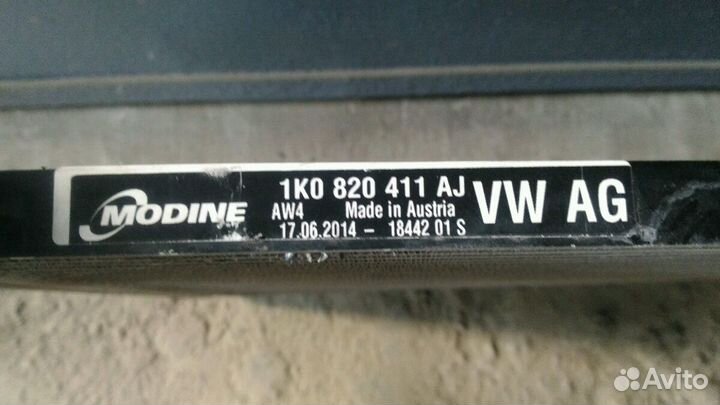 MODINE
1K0 820 411 AJ
AW4 Made in Austria
17.06.2014 – 18442 01 S
VW AG
Avito